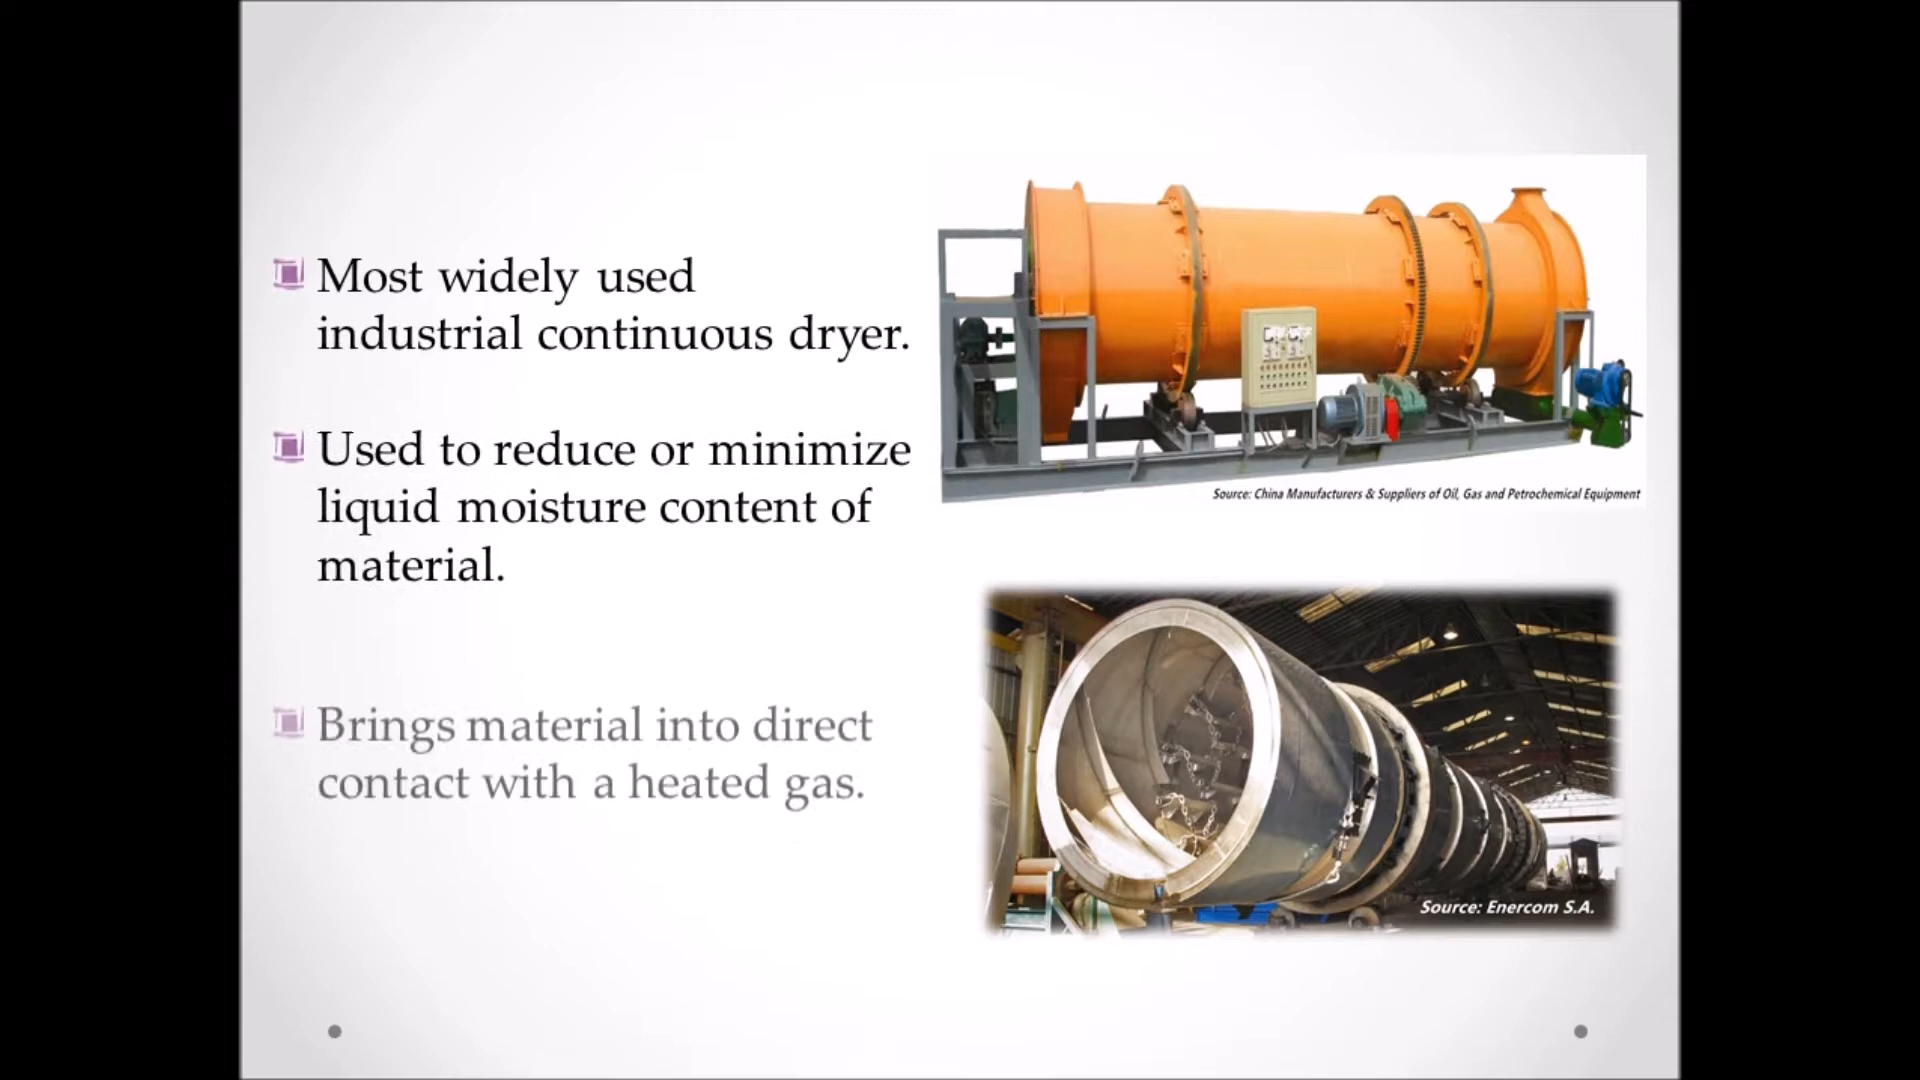 Most widely used
industrial continuous dryer.
Used to reduce or minimize
liquid moisture content of
material.
Brings material into direct
contact with a heated gas.
Source: China Manufacturers & Suppliers of Oil, Gas and Petrochemical Equipment
Source: Enercom S.A.